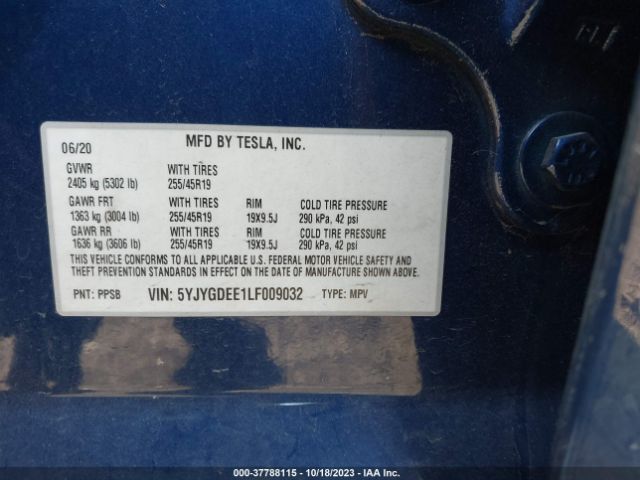 06/20 MFD BY TESLA, INC.
GVWR WITH TIRES
2405 kg (5302 lb) 255/45R19
GAWR FRT WITH TIRES RIM COLD TIRE PRESSURE
1363 kg (3004 lb) 255/45R19 19X9.5J 290 kPa, 42 psi
GAWR RR WITH TIRES RIM COLD TIRE PRESSURE
1636 kg (3606 lb) 255/45R19 19X9.5J 290 kPa, 42 psi
THIS VEHICLE CONFORMS TO ALL APPLICABLE U.S. FEDERAL MOTOR VEHICLE SAFETY AND
THEFT PREVENTION STANDARDS IN EFFECT ON THE DATE OF MANUFACTURE SHOWN ABOVE.
PNT: PPSB VIN: 5YJYGDEE1LF009032 TYPE: MPV
000-37788115 - 10/18/2023 - IAA Inc.